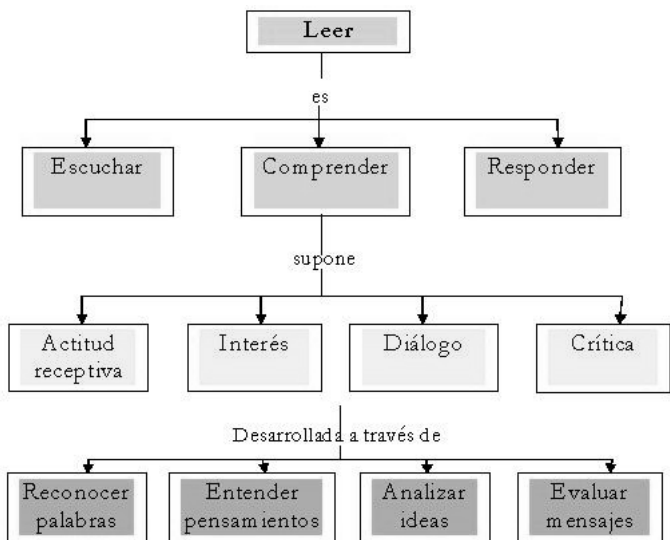 Leer
es
Escuchar
Comprender
Responder
supone
Actitud
receptiva
Interés
Diálogo
Crítica
Desarrollada a través de
Reconocer
palabras
Entender
pensamientos
Analizar
ideas
Evaluar
mensajes